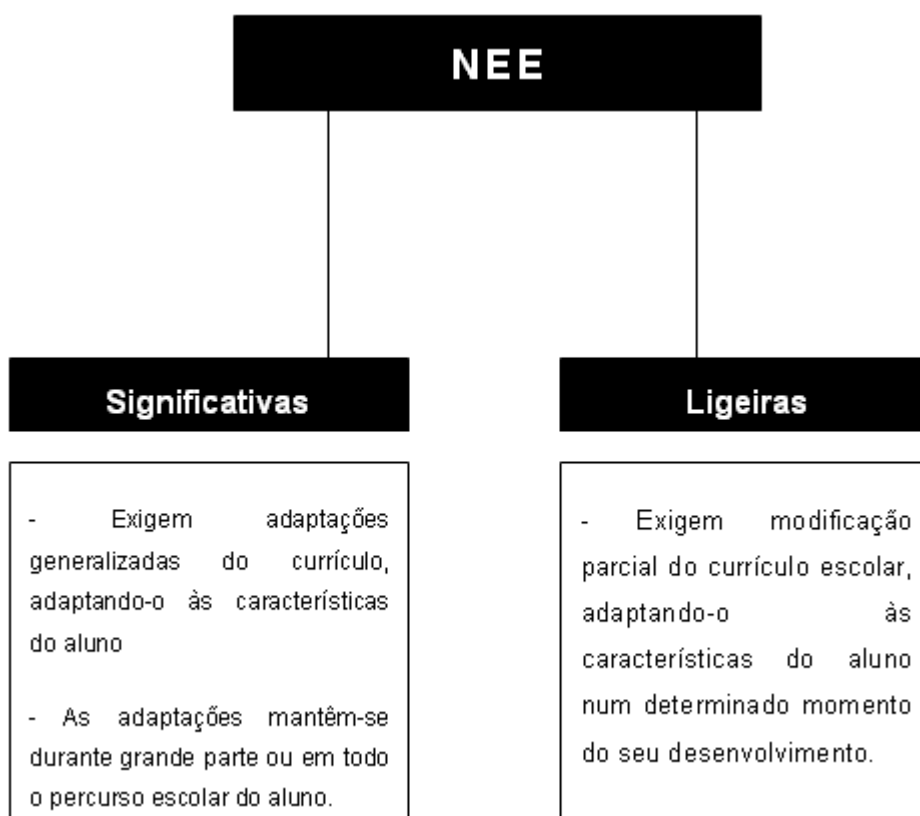 NEE
Significativas
- Exigem adaptações
generalizadas do currículo,
adaptando-o às características
do aluno
- As adaptações mantêm-se
durante grande parte ou em todo
o percurso escolar do aluno.
Ligeiras
- Exigem modificação
parcial do currículo escolar,
adaptando-o às
características do aluno
num determinado momento
do seu desenvolvimento.